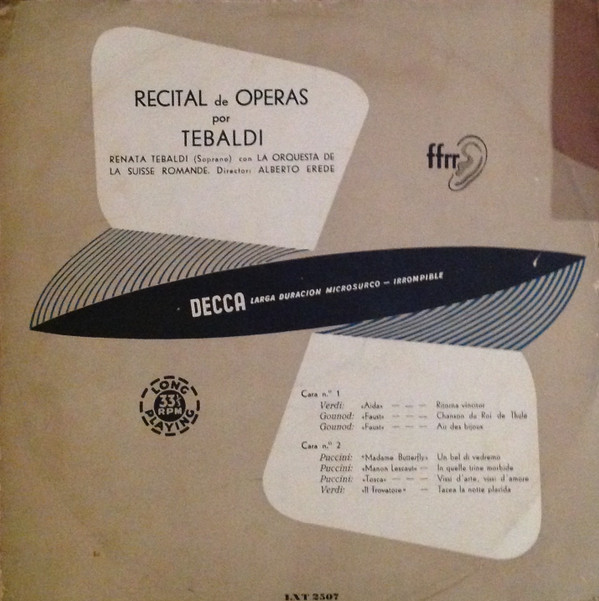 RECITAL de OPERAS
por
TEBALDI
RENATA TEBALDI (Soprano) con LA ORQUESTA DE
LA SUISSE ROMANDE. Director: ALBERTO EREDE
ffrr
DECCA LARGA DURACION MICROSURCO — IRROMPIBLE
LONG
33⅓
RPM
PLAYING
Cara n.º 1
Verdi: «Aida» — — — Ritorna vincitor
Gounod: «Faust» — — — Chanson du Roi de Thule
Gounod: «Faust» — — — Air des bijoux
Cara n.º 2
Puccini: "Madame Butterfly» Un bel di vedremo
Puccini: «Manon Lescaut» — In quelle trine morbide
Puccini: «Tosca» — — — Vissi d'arte, vissi d'amore
Verdi: «Il Trovatore» — Tacea la notte placida
LXT 2507